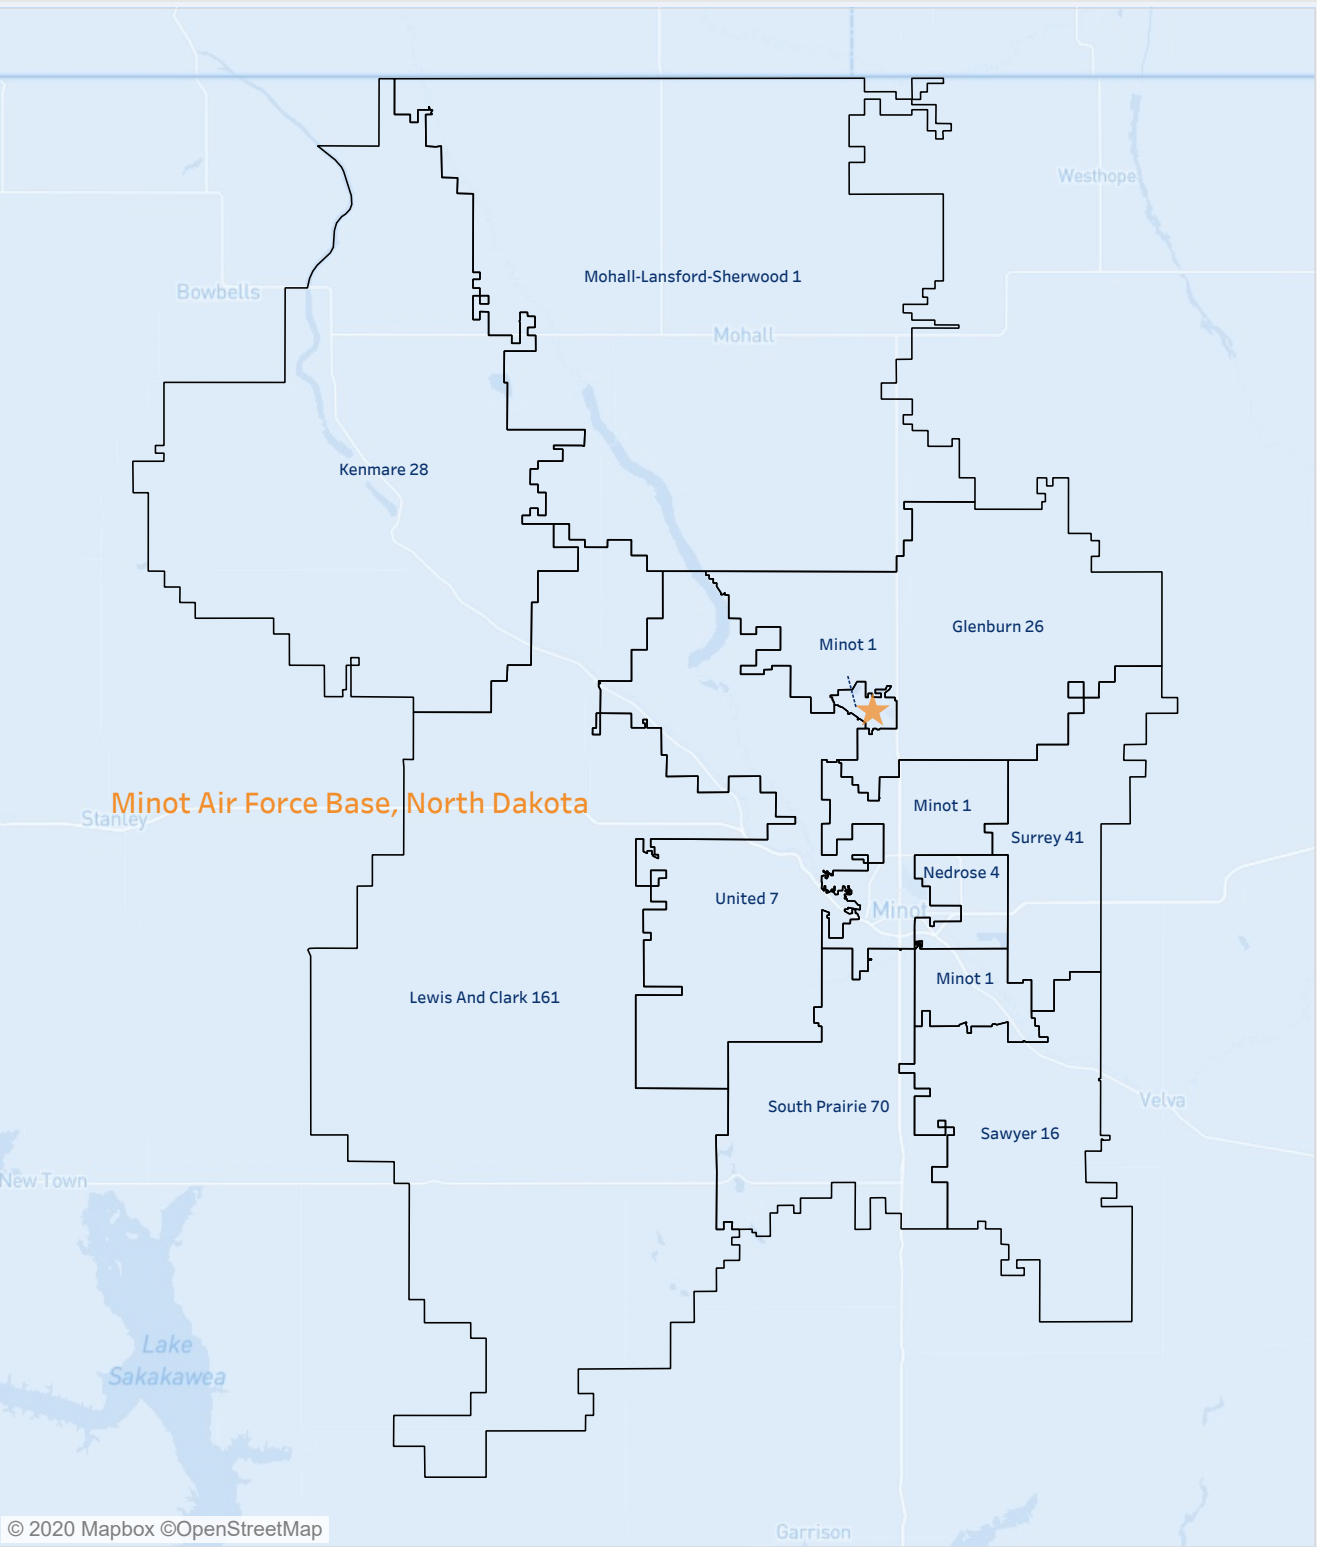 Westhope
Mohall-Lansford-Sherwood 1
Bowbells
Mohall
Kenmare 28
Glenburn 26
Minot 1
Minot Air Force Base, North Dakota
Stanley
Minot 1
Surrey 41
Nedrose 4
United 7
Minot
Minot 1
Lewis And Clark 161
Velva
South Prairie 70
Sawyer 16
New Town
Lake
Sakakawea
© 2020 Mapbox ©OpenStreetMap
Garrison